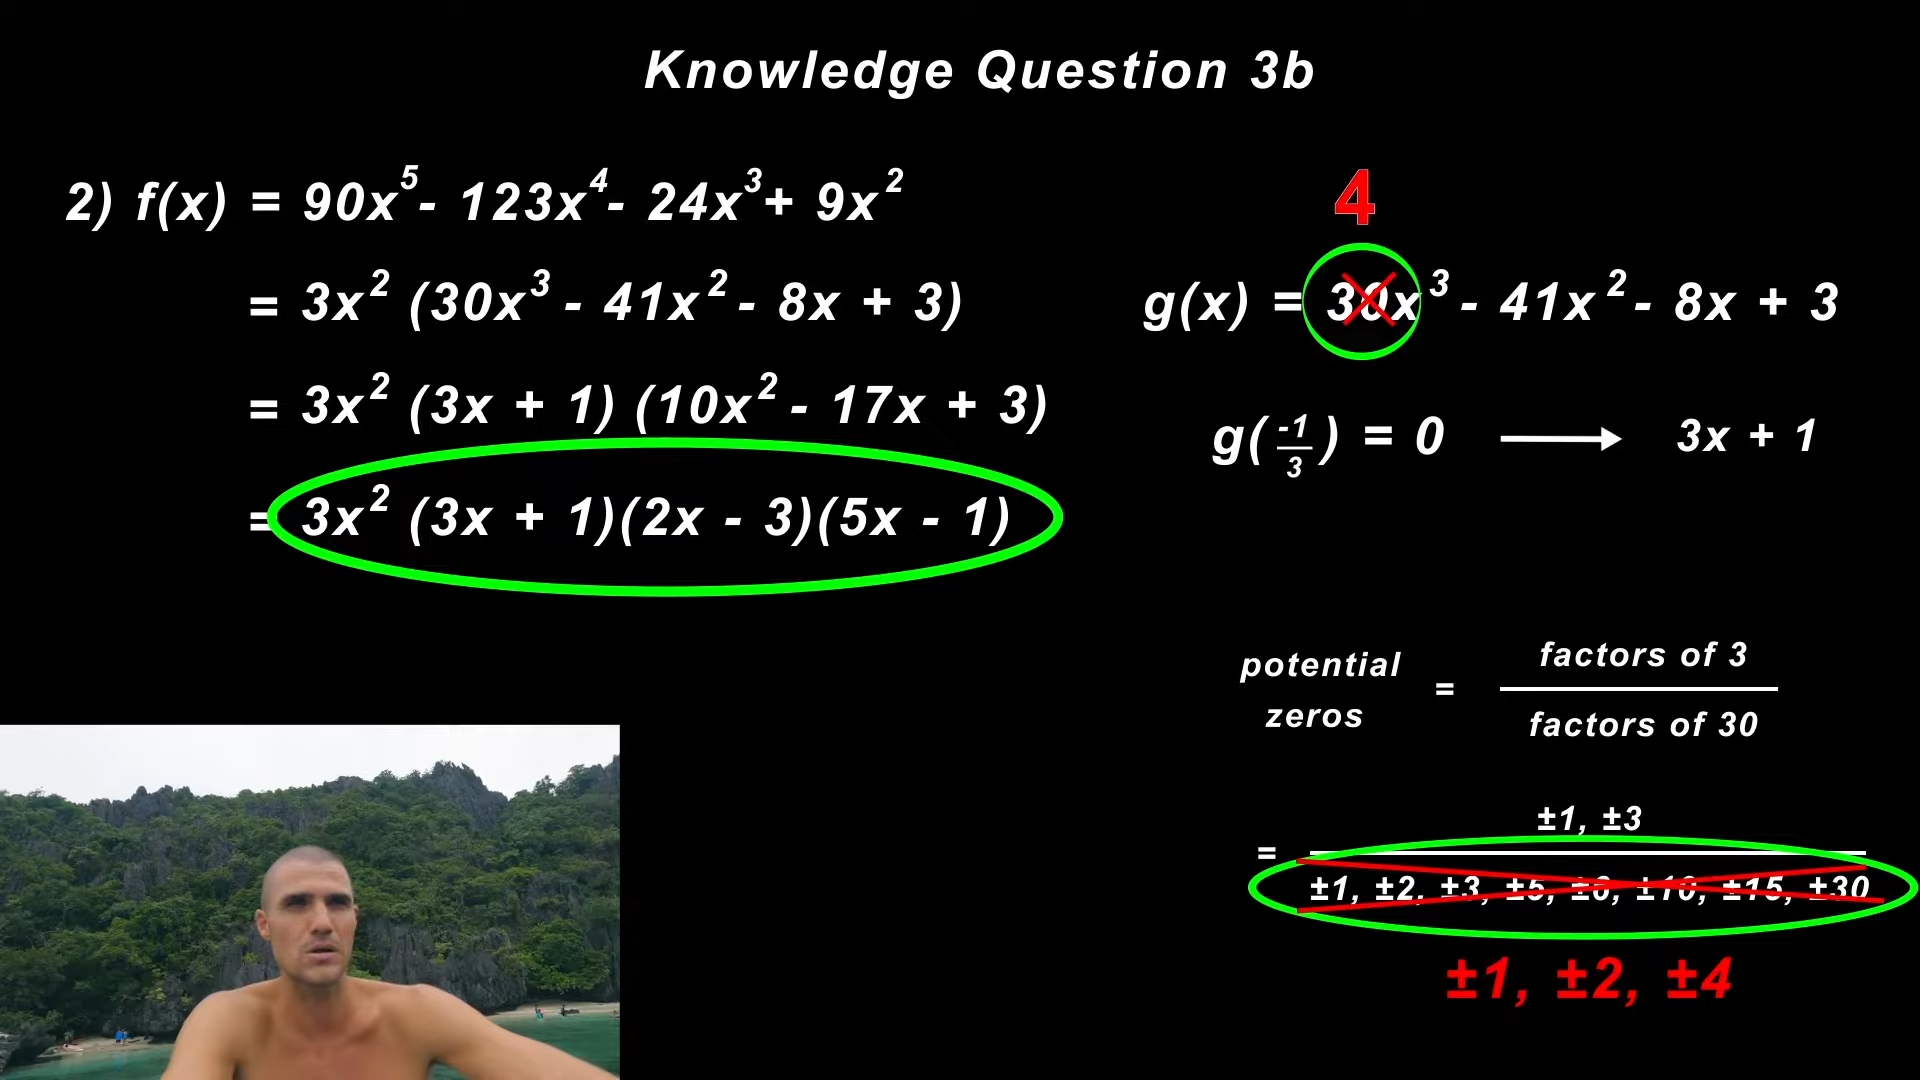 Knowledge Question 3b
2) f(x) = 90x⁵ - 123x⁴ - 24x³ + 9x²
= 3x² (30x³ - 41x² - 8x + 3)
= 3x² (3x + 1) (10x² - 17x + 3)
= 3x² (3x + 1)(2x - 3)(5x - 1)
4
g(x) = 30x³ - 41x² - 8x + 3
g(-1/3) = 0 → 3x + 1
potential zeros = factors of 3 / factors of 30
= ±1, ±3 / ±1, ±2, ±3, ±5, ±6, ±10, ±15, ±30
±1, ±2, ±4